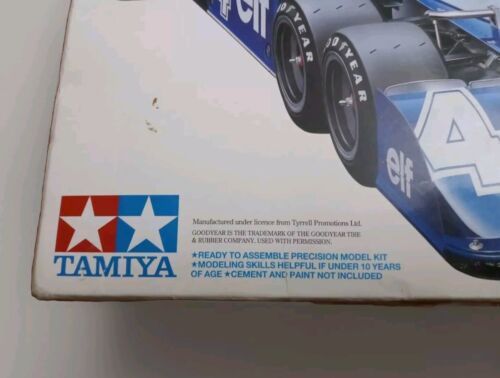 elf
GOODYEAR
GOODYEAR
elf
4
Manufactured under licence from Tyrrell Promotions Ltd.
GOODYEAR IS THE TRADEMARK OF THE GOODYEAR TIRE
& RUBBER COMPANY. USED WITH PERMISSION.
★READY TO ASSEMBLE PRECISION MODEL KIT
★MODELING SKILLS HELPFUL IF UNDER 10 YEARS
OF AGE ★CEMENT AND PAINT NOT INCLUDED
TAMIYA